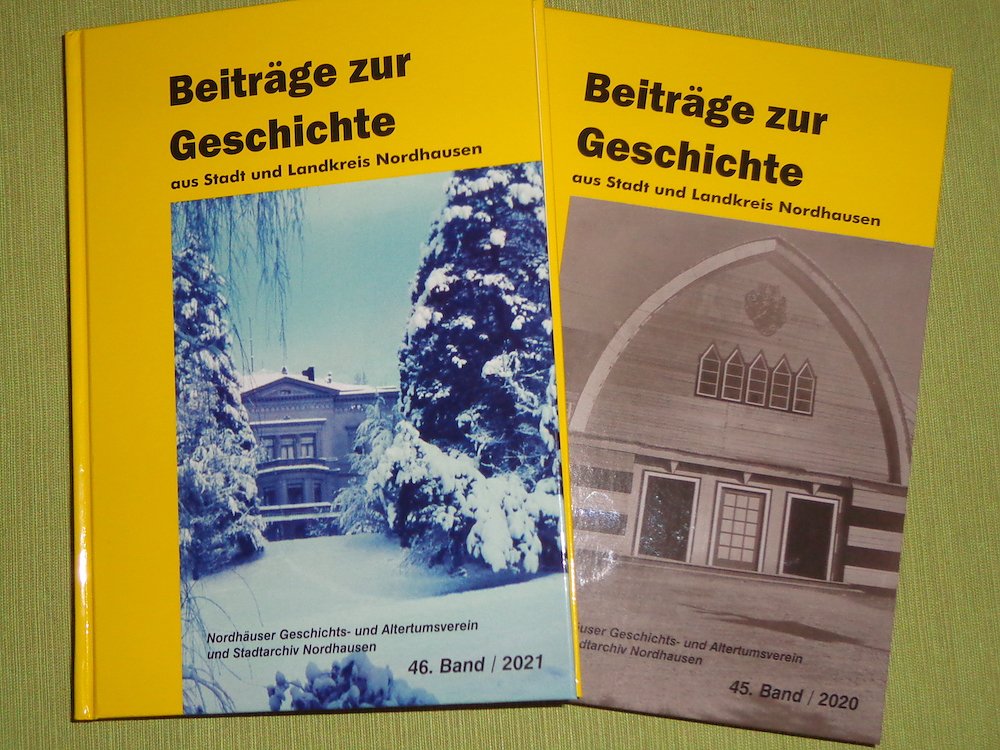 Beiträge zur
Geschichte
aus Stadt und Landkreis Nordhausen
Nordhäuser Geschichts- und Altertumsverein
und Stadtarchiv Nordhausen
46. Band / 2021
Beiträge zur
Geschichte
aus Stadt und Landkreis Nordhausen
Geschichts- und Altertumsverein
Nordhausen
45. Band / 2020